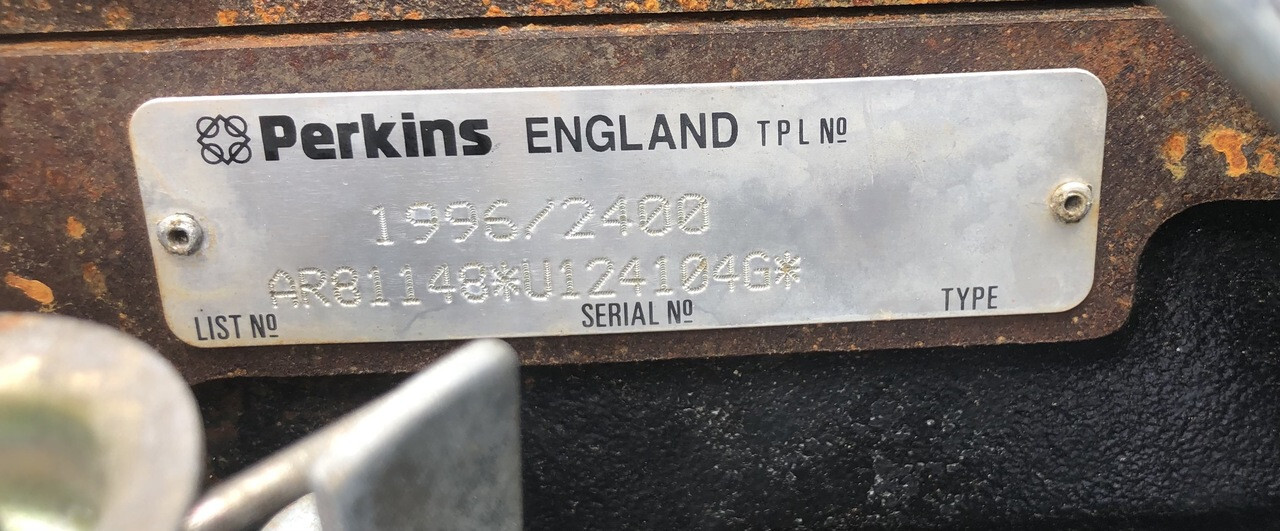 Perkins ENGLAND TPL Nº
1996/2400
AR81148*U124104G*
LIST Nº SERIAL Nº TYPE